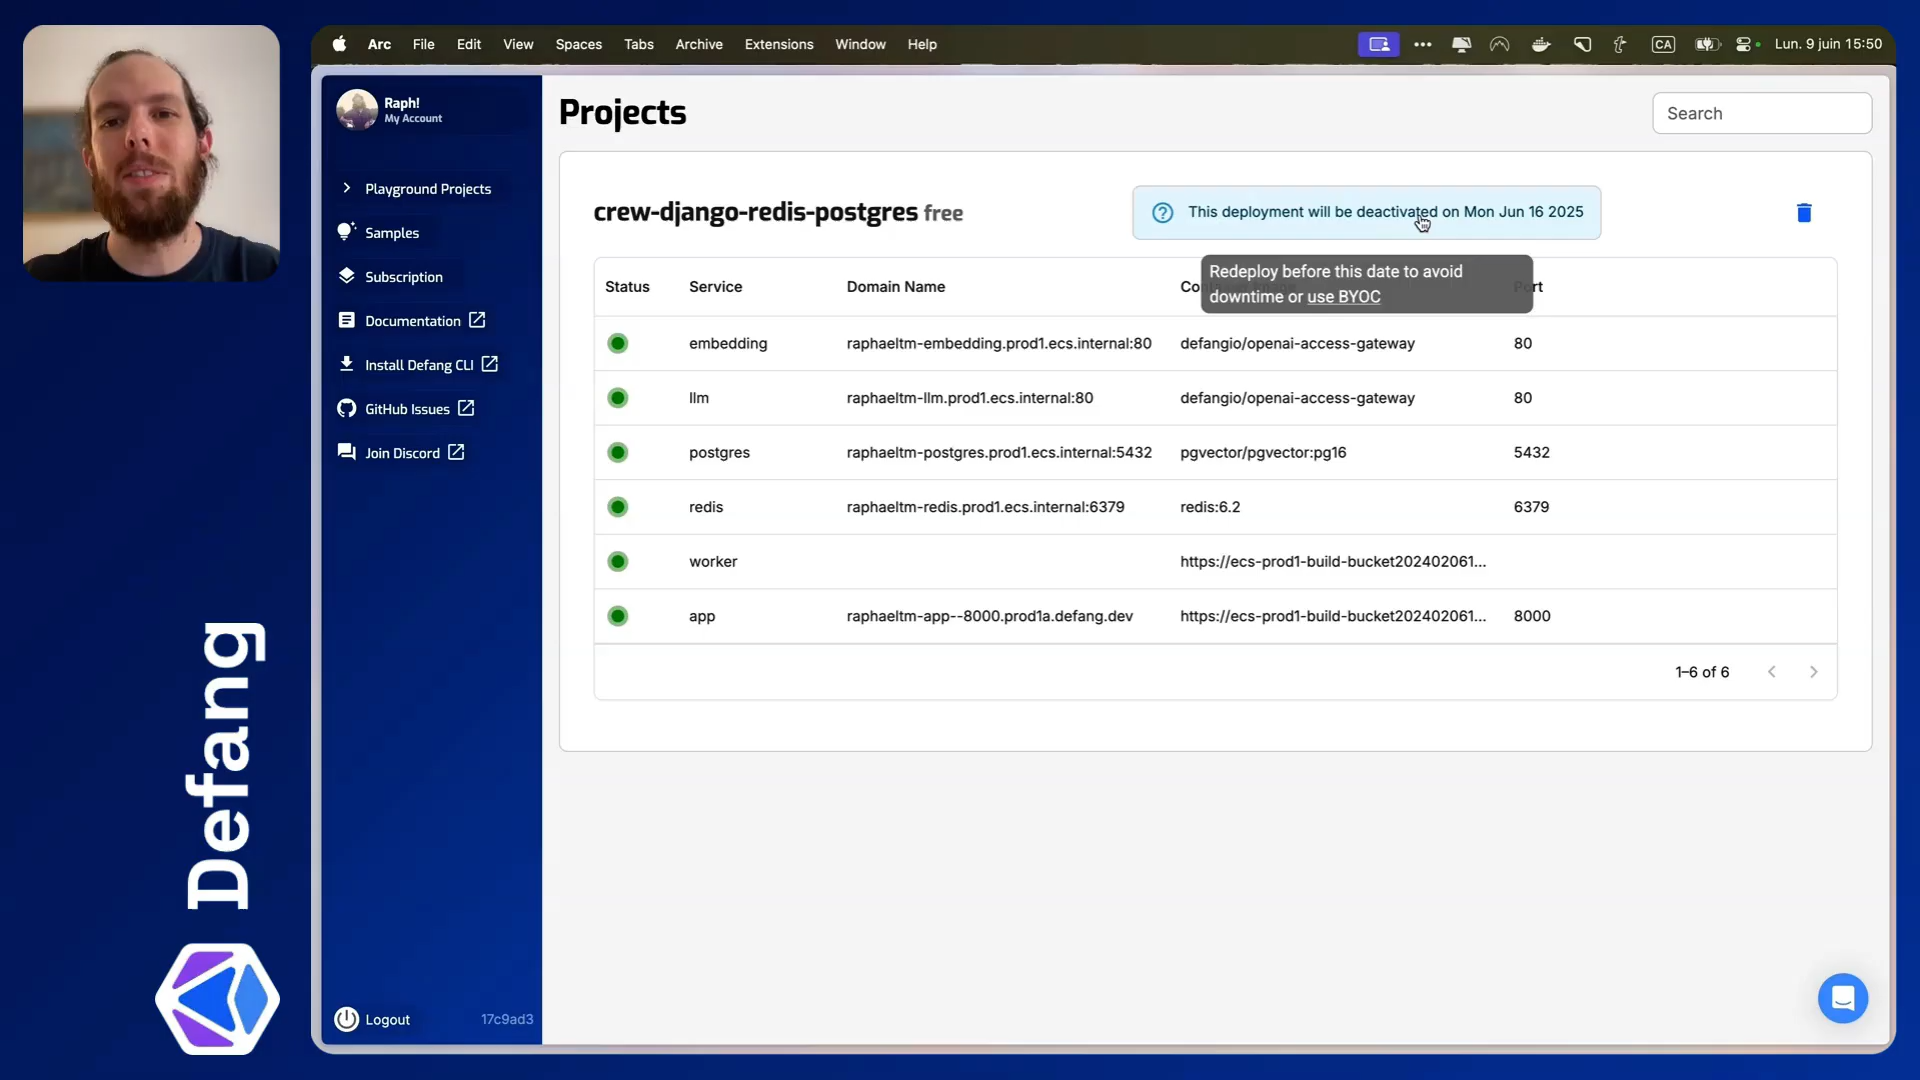 Arc File Edit View Spaces Tabs Archive Extensions Window Help
CA
Lun. 9 juin 15:50
Raph!
My Account
Playground Projects
Samples
Subscription
Documentation
Install Defang CLI
GitHub Issues
Join Discord
Logout
17c9ad3
Projects
Search
crew-django-redis-postgres free
This deployment will be deactivated on Mon Jun 16 2025
Redeploy before this date to avoid
downtime or use BYOC
Status Service Domain Name
embedding raphaeltm-embedding.prod1.ecs.internal:80 defangio/openai-access-gateway 80
llm raphaeltm-llm.prod1.ecs.internal:80 defangio/openai-access-gateway 80
postgres raphaeltm-postgres.prod1.ecs.internal:5432 pgvector/pgvector:pg16 5432
redis raphaeltm-redis.prod1.ecs.internal:6379 redis:6.2 6379
worker https://ecs-prod1-build-bucket202402061...
app raphaeltm-app--8000.prod1a.defang.dev https://ecs-prod1-build-bucket202402061... 8000
1–6 of 6
Defang